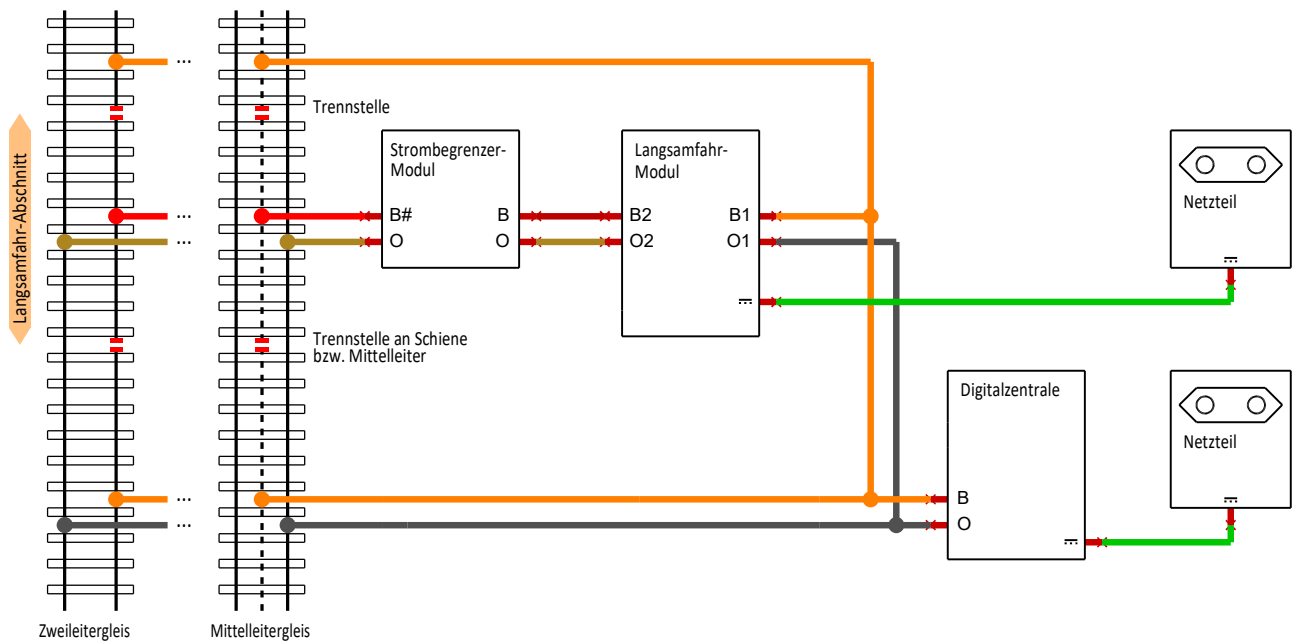 ...
...
Trennstelle
Langsamfahr-Abschnitt
Strombegrenzer-
Modul
B#
B
O
O
Langsamfahr-
Modul
B2
B1
O2
O1
Netzteil
...
...
Trennstelle an Schiene
bzw. Mittelleiter
Digitalzentrale
B
O
Netzteil
...
...
Zweileitergleis
Mittelleitergleis